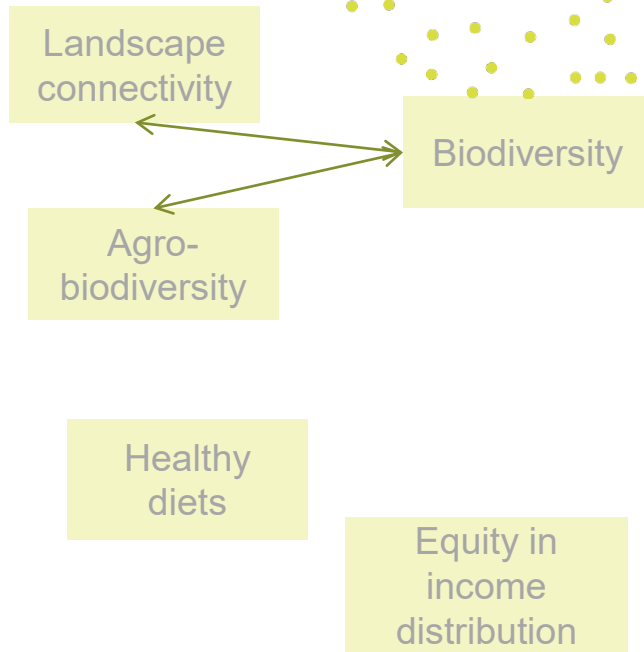 Landscape
connectivity
Biodiversity
Agro-
biodiversity
Healthy
diets
Equity in
income
distribution